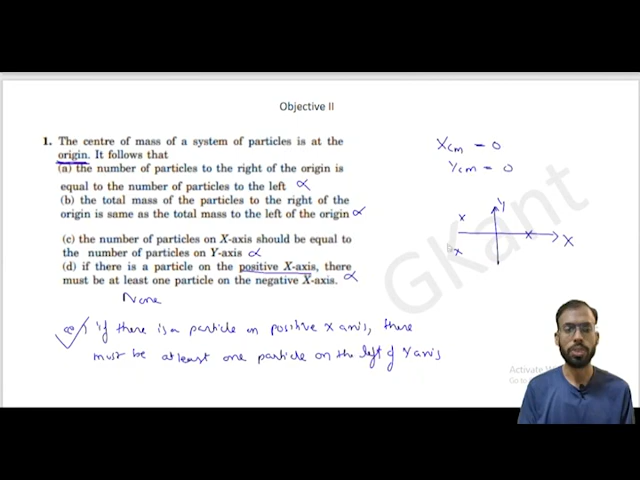 Objective II
1. The centre of mass of a system of particles is at the
origin. It follows that
(a) the number of particles to the right of the origin is
equal to the number of particles to the left ∝
(b) the total mass of the particles to the right of the
origin is same as the total mass to the left of the origin ∝
(c) the number of particles on X-axis should be equal to
the number of particles on Y-axis ∝
(d) if there is a particle on the positive X-axis, there
must be at least one particle on the negative X-axis. ∝
None
if there is a particle on positive x axis, there
must be atleast one particle on the left of Y axis
Xcm = 0
Ycm = 0
Y
X
GKant
Activate
Go to